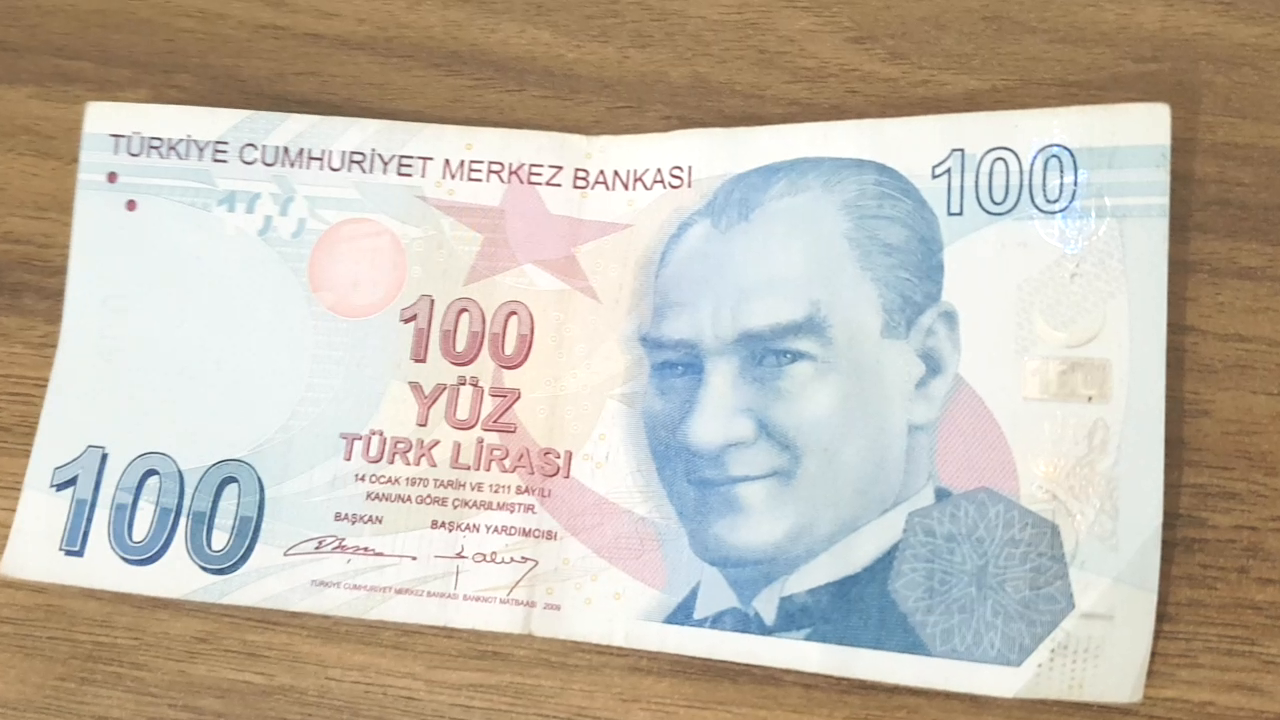 TÜRKİYE CUMHURİYET MERKEZ BANKASI
100
100
YÜZ
TÜRK LİRASI
14 OCAK 1970 TARİH VE 1211 SAYILI
KANUNA GÖRE ÇIKARILMIŞTIR.
BAŞKAN
BAŞKAN YARDIMCISI
100
TÜRKİYE CUMHURİYET MERKEZ BANKASI BANKNOT MATBAASI 2009